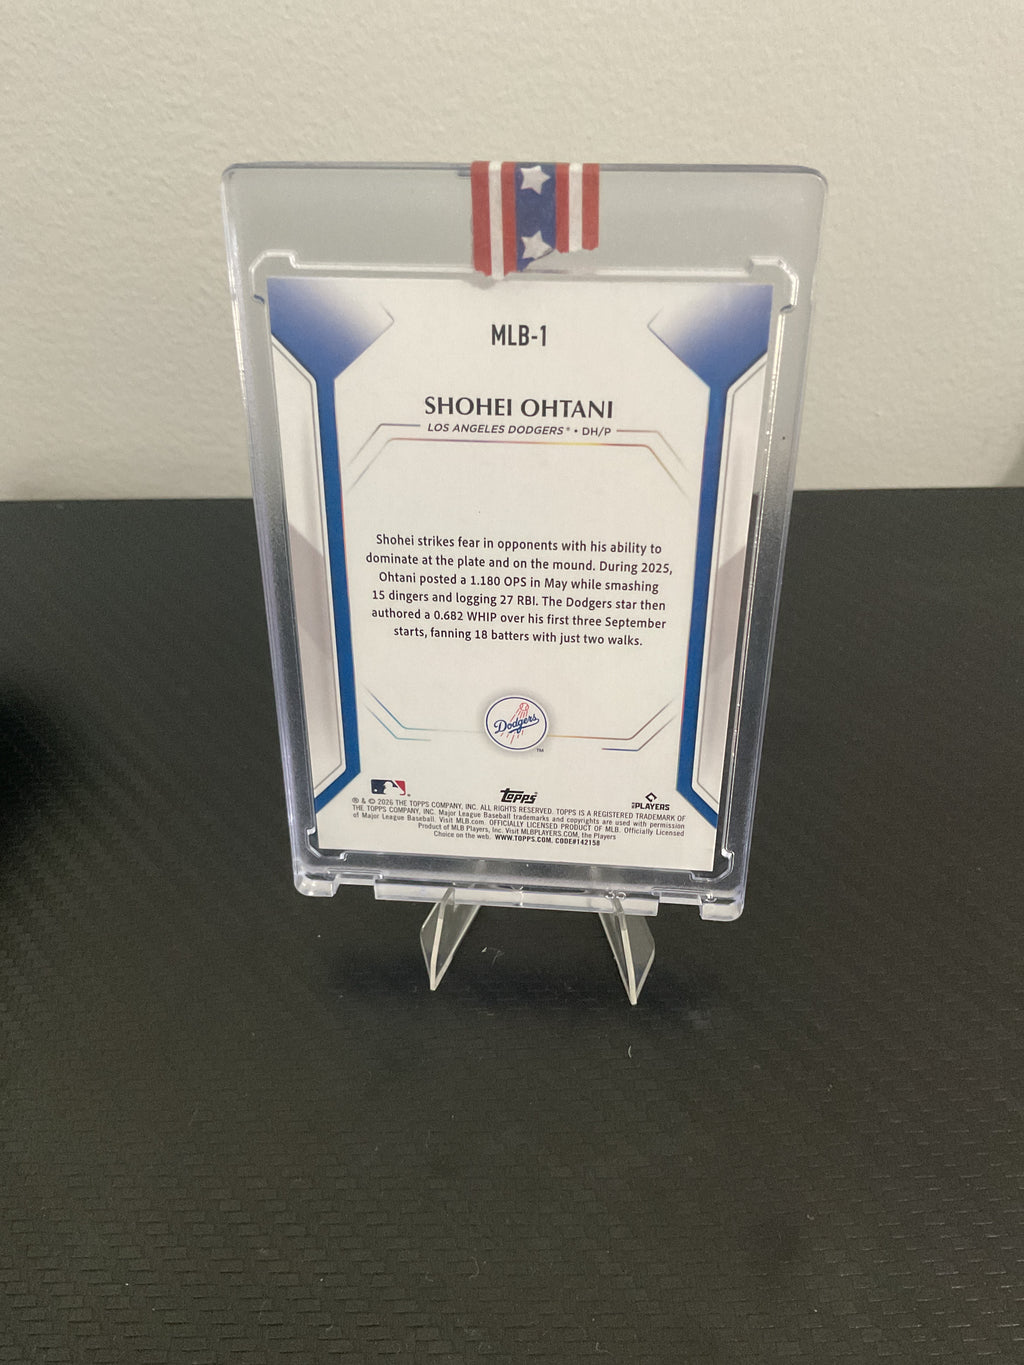 MLB-1
SHOHEI OHTANI
LOS ANGELES DODGERS® • DH/P
Shohei strikes fear in opponents with his ability to
dominate at the plate and on the mound. During 2025,
Ohtani posted a 1.180 OPS in May while smashing
15 dingers and logging 27 RBI. The Dodgers star then
authored a 0.682 WHIP over his first three September
starts, fanning 18 batters with just two walks.
Dodgers
™
Topps
PLAYERS
® & © 2026 THE TOPPS COMPANY, INC. ALL RIGHTS RESERVED. TOPPS IS A REGISTERED TRADEMARK OF
THE TOPPS COMPANY, INC. Major League Baseball trademarks and copyrights are used with permission
of Major League Baseball. Visit MLB.com. OFFICIALLY LICENSED PRODUCT OF MLB. Officially Licensed
Product of MLB Players, Inc. Visit MLBPLAYERS.COM, the Players
Choice on the web. WWW.TOPPS.COM. CODE#142158
35